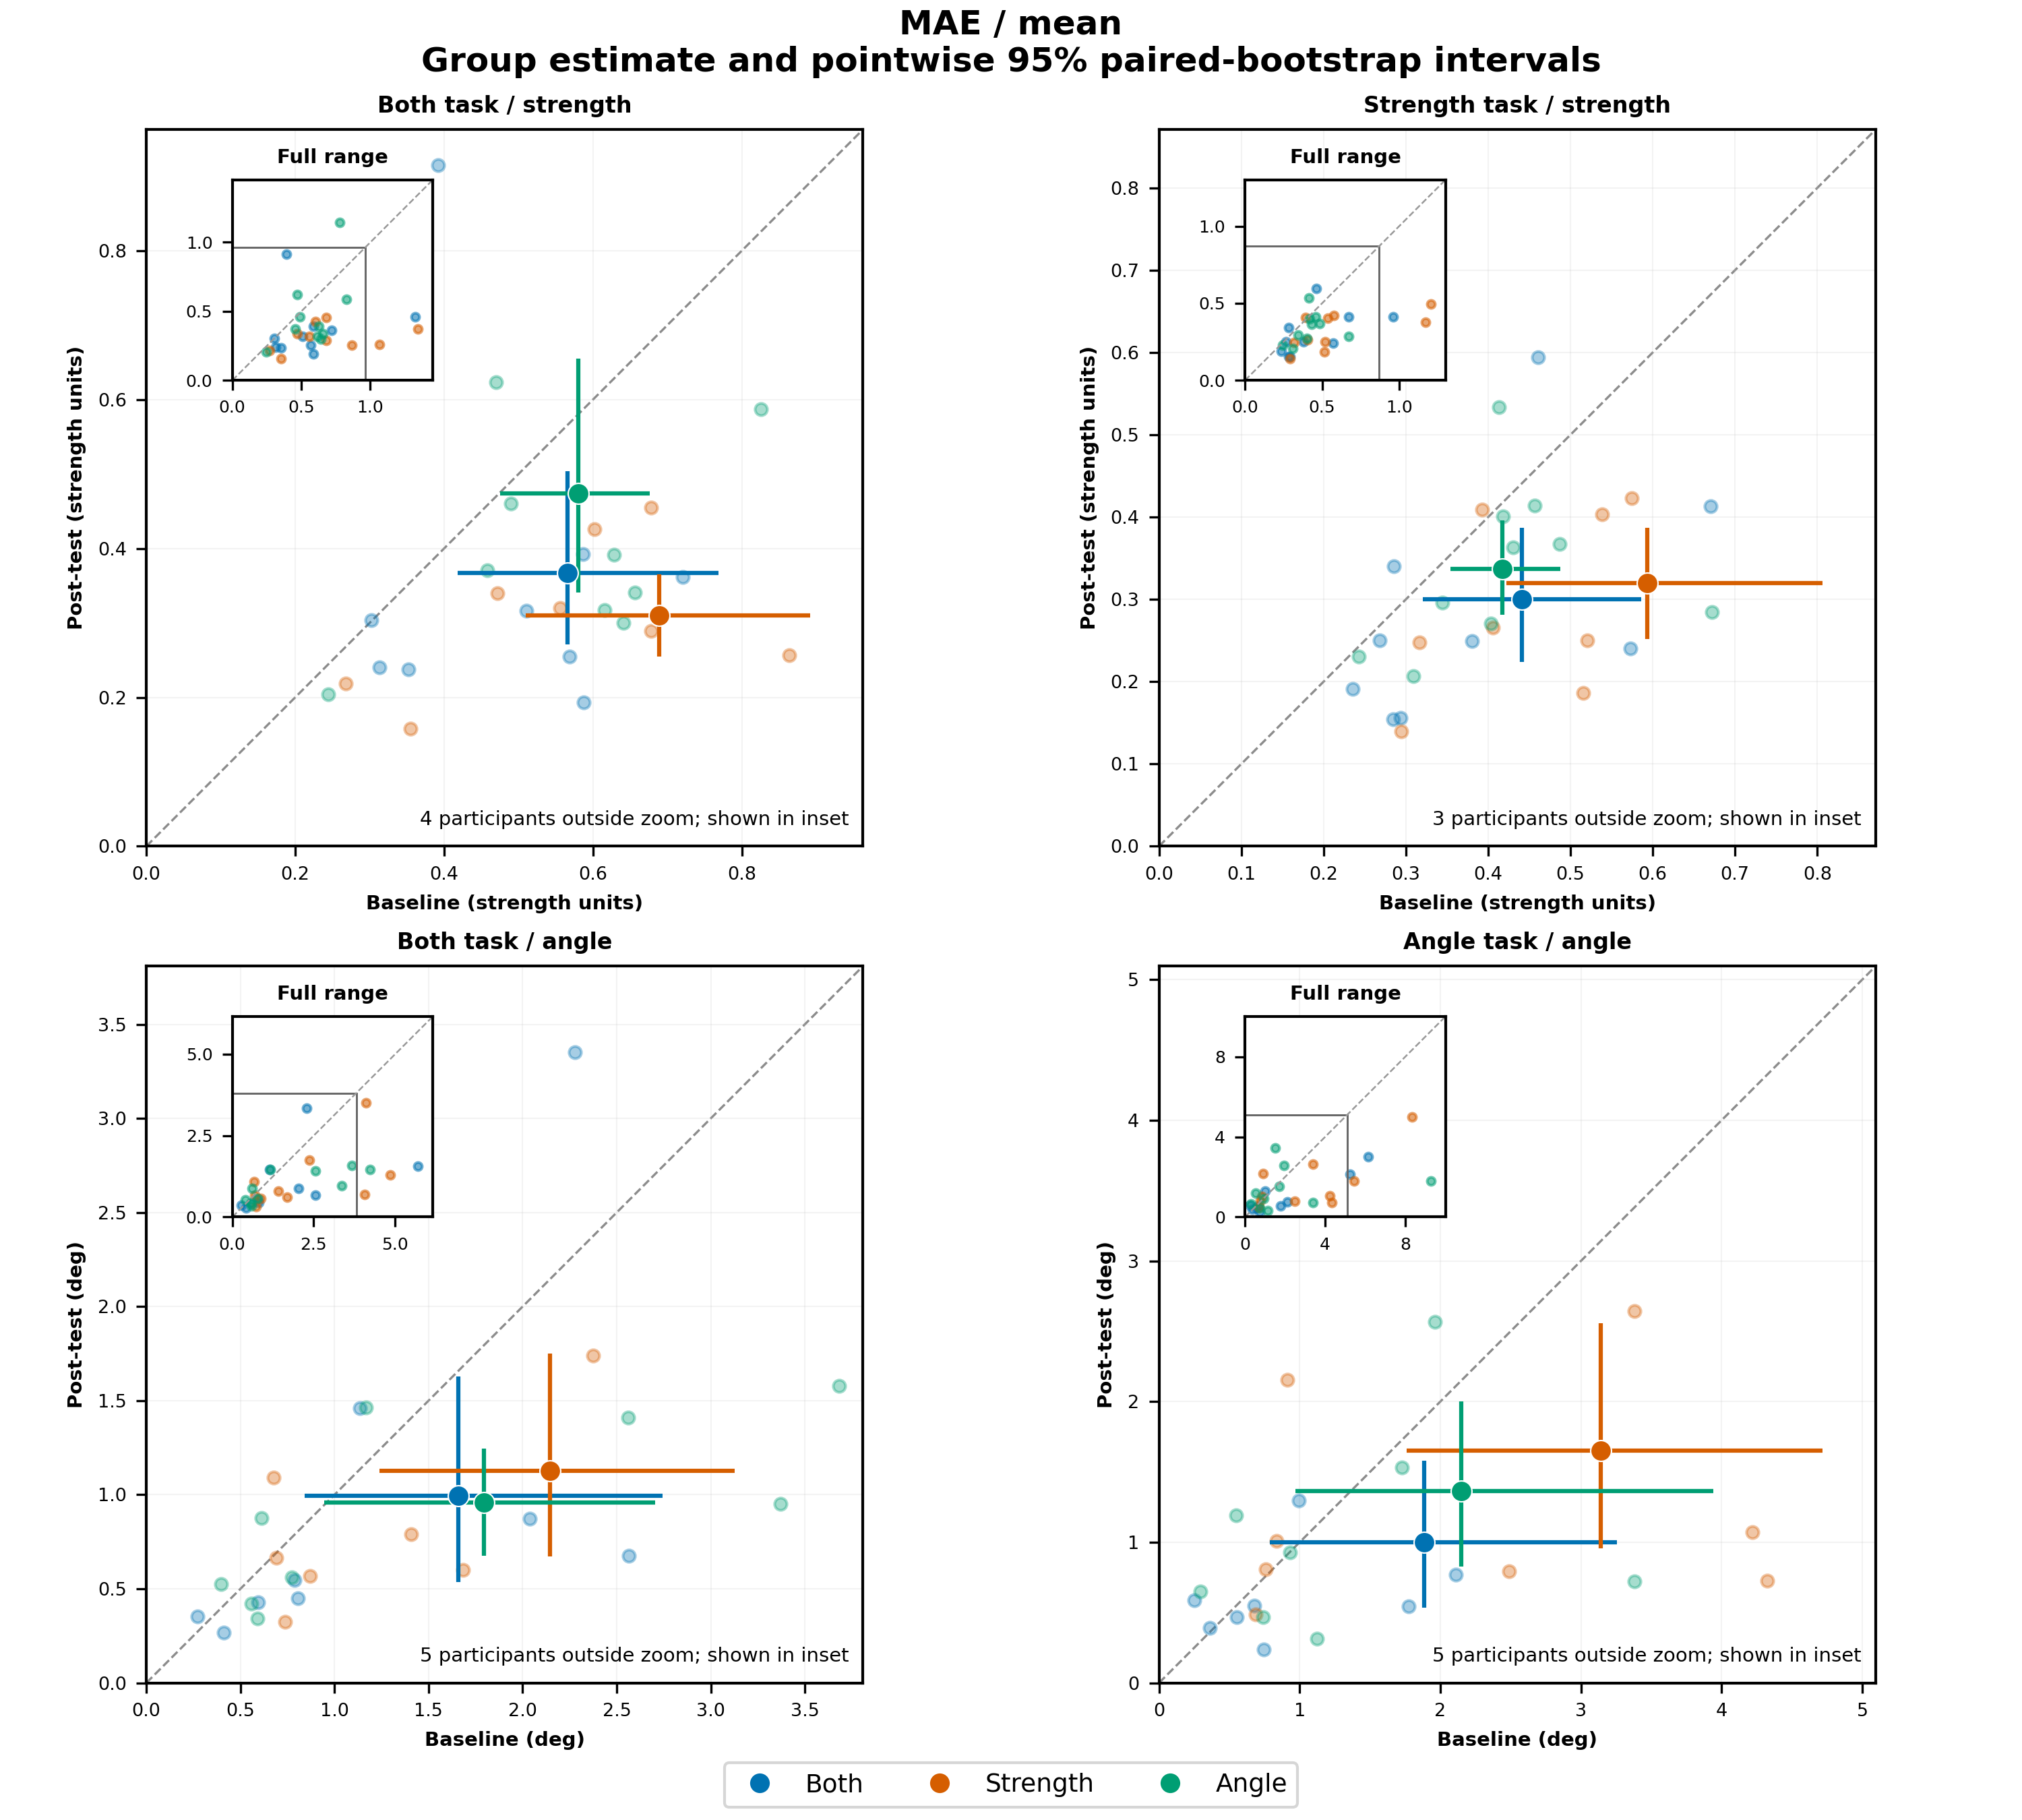 MAE / mean
Group estimate and pointwise 95% paired-bootstrap intervals
Both task / strength
Full range
1.0
0.5
0.0
0.0 0.5 1.0
Post-test (strength units)
0.8
0.6
0.4
0.2
0.0
4 participants outside zoom; shown in inset
0.0 0.2 0.4 0.6 0.8
Baseline (strength units)
Strength task / strength
Full range
1.0
0.5
0.0
0.0 0.5 1.0
Post-test (strength units)
0.8
0.7
0.6
0.5
0.4
0.3
0.2
0.1
0.0
3 participants outside zoom; shown in inset
0.0 0.1 0.2 0.3 0.4 0.5 0.6 0.7 0.8
Baseline (strength units)
Both task / angle
Full range
5.0
2.5
0.0
0.0 2.5 5.0
Post-test (deg)
3.5
3.0
2.5
2.0
1.5
1.0
0.5
0.0
5 participants outside zoom; shown in inset
0.0 0.5 1.0 1.5 2.0 2.5 3.0 3.5
Baseline (deg)
Angle task / angle
Full range
8
4
0
0 4 8
Post-test (deg)
5
4
3
2
1
0
5 participants outside zoom; shown in inset
0 1 2 3 4 5
Baseline (deg)
Both Strength Angle